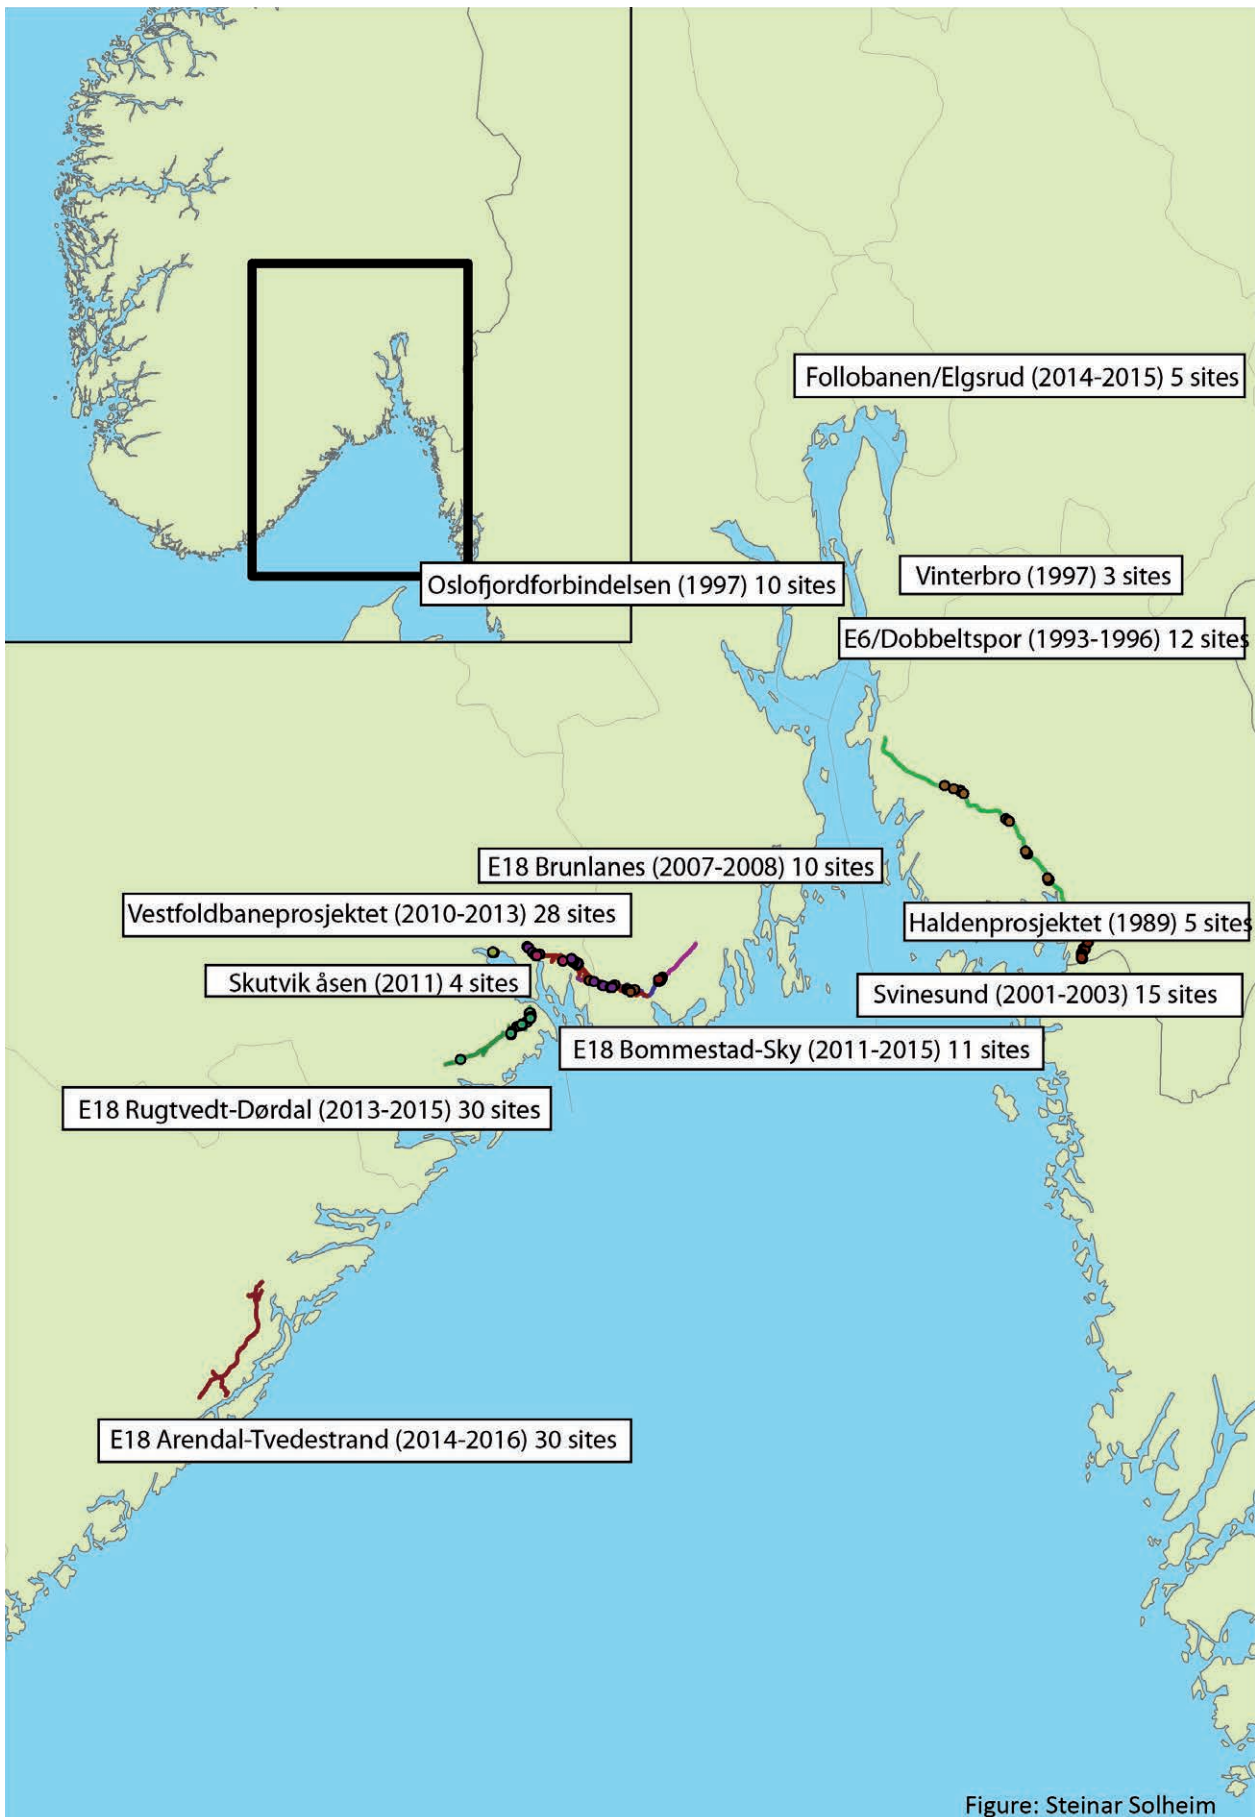 Follobanen/Elgsrud (2014-2015) 5 sites
Vinterbro (1997) 3 sites
Oslofjordforbindelsen (1997) 10 sites
E6/Dobbeltspor (1993-1996) 12 sites
E18 Brunlanes (2007-2008) 10 sites
Vestfoldbaneprosjektet (2010-2013) 28 sites
Haldenprosjektet (1989) 5 sites
Skutvik åsen (2011) 4 sites
Svinesund (2001-2003) 15 sites
E18 Bommestad-Sky (2011-2015) 11 sites
E18 Rugtvedt-Dørdal (2013-2015) 30 sites
E18 Arendal-Tvedestrand (2014-2016) 30 sites
Figure: Steinar Solheim